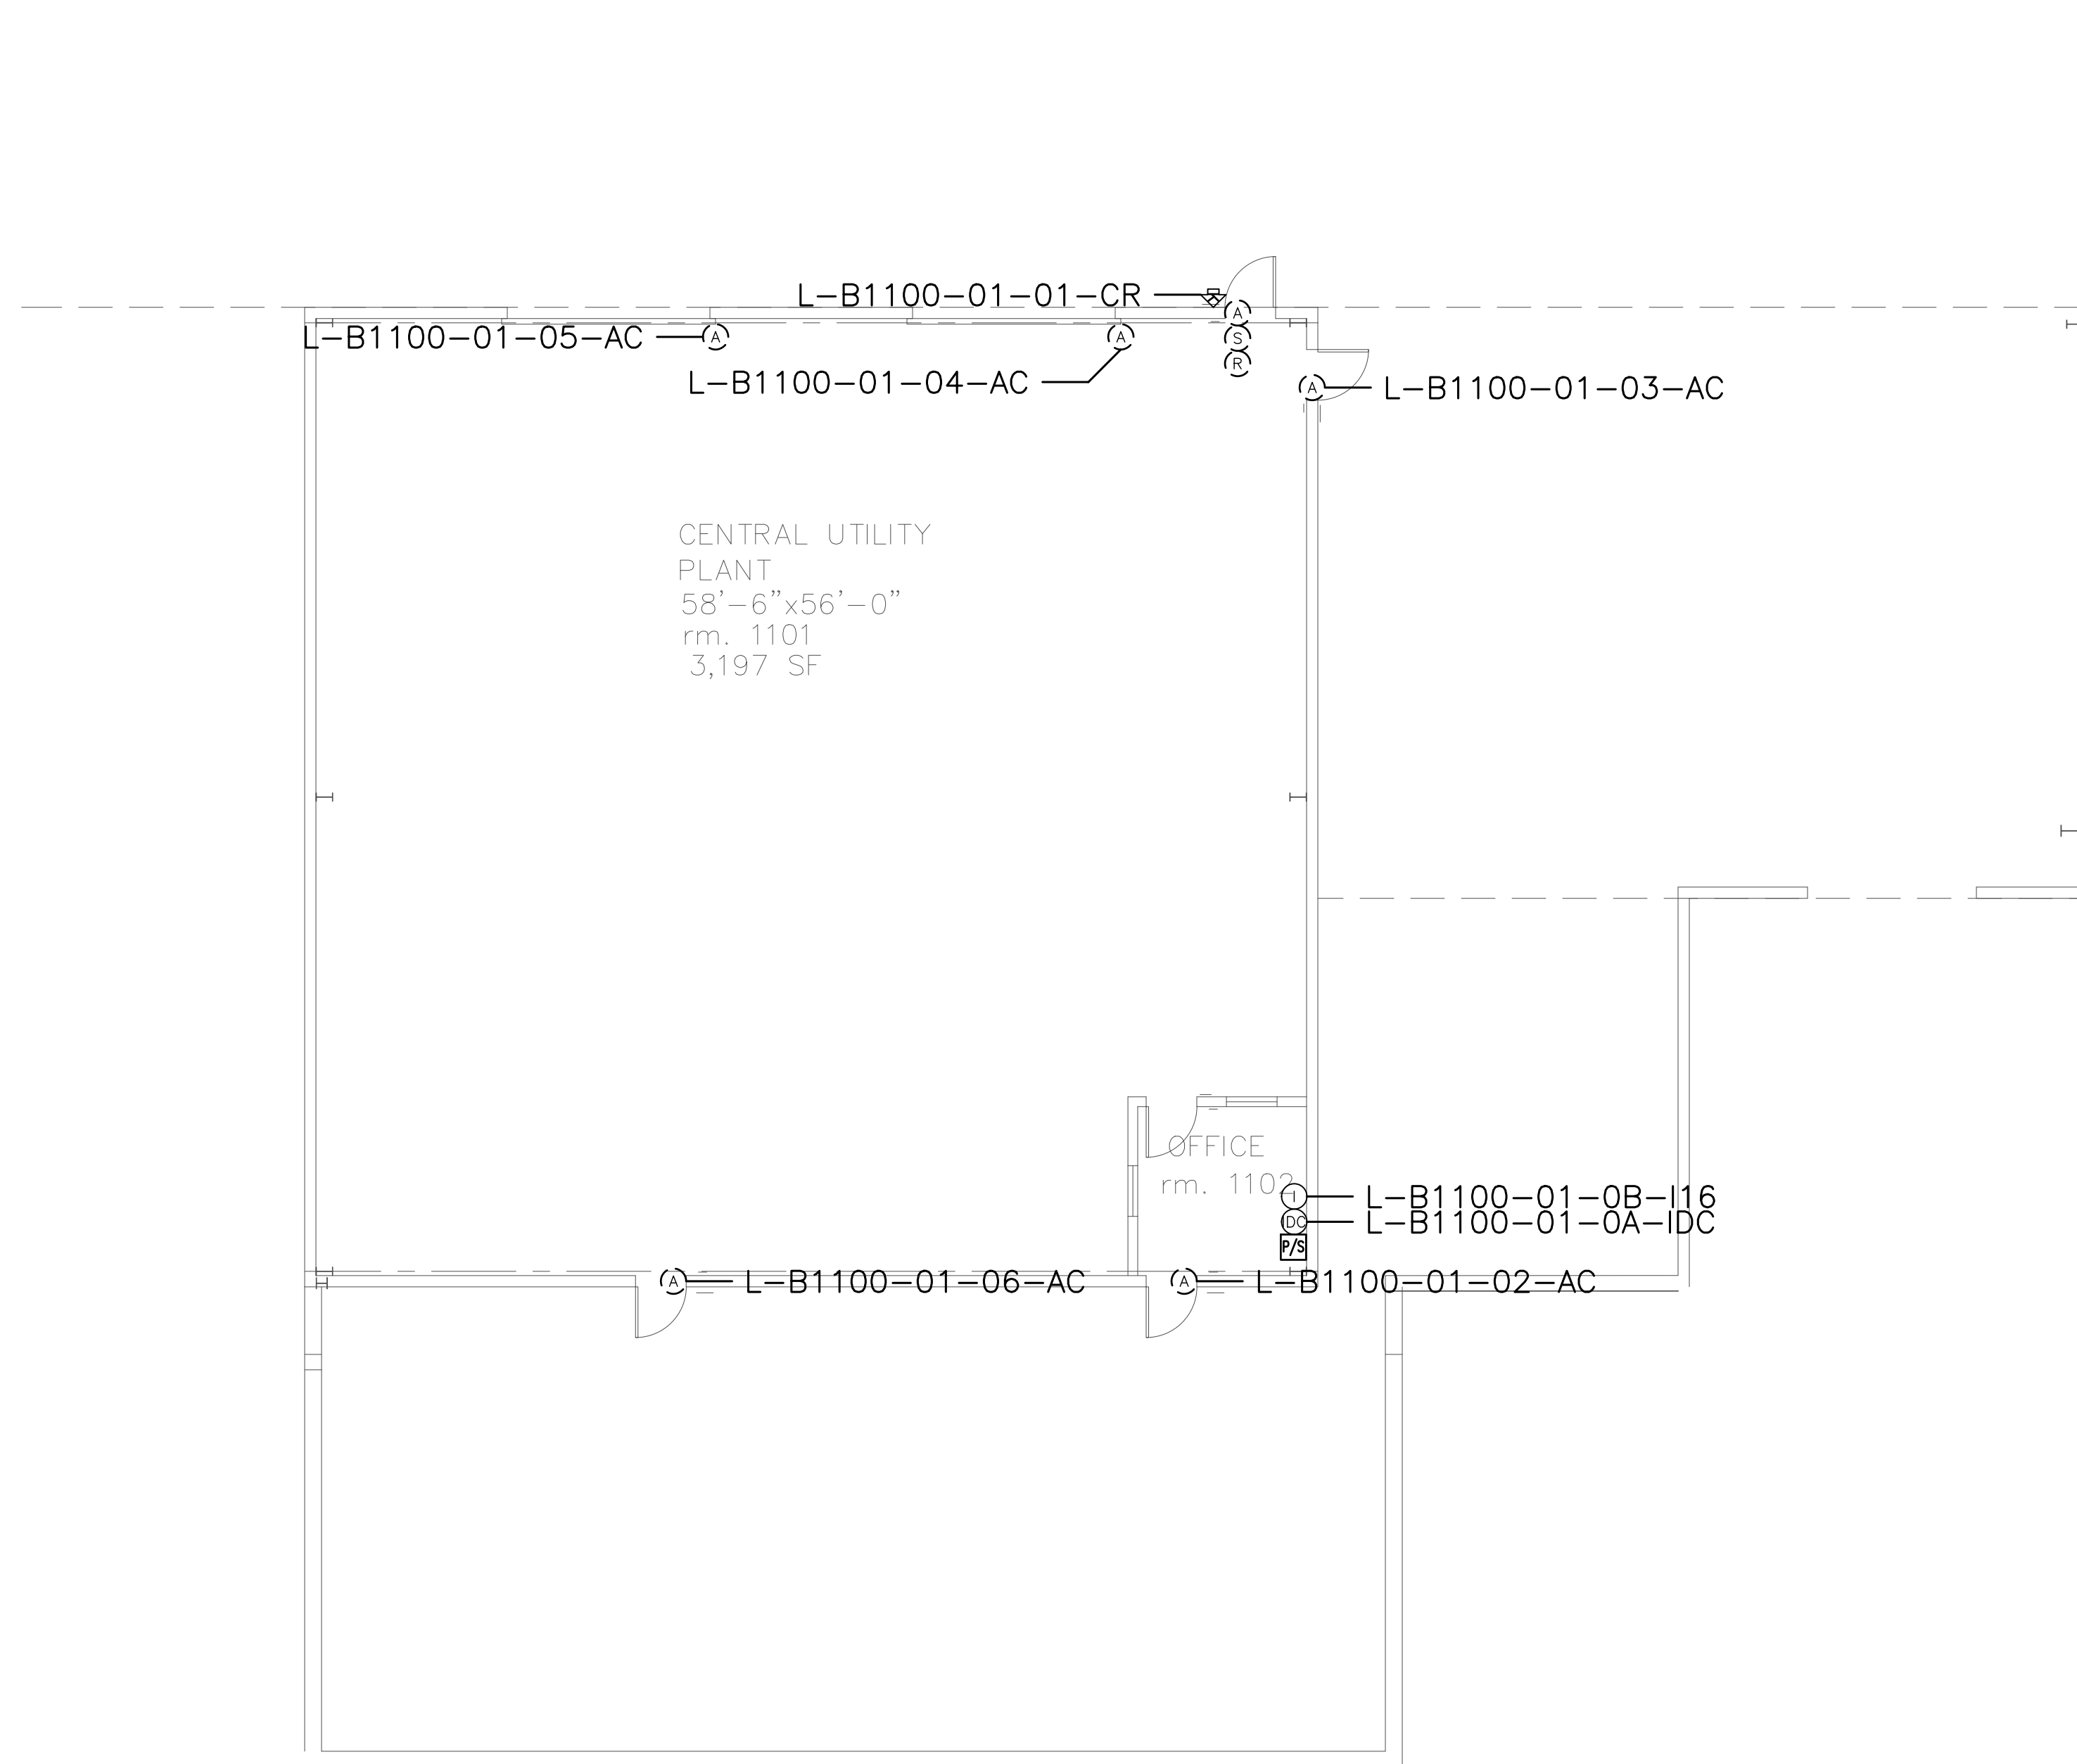 L-B1100-01-01-CR
A
L-B1100-01-05-AC
A
A
S
R
L-B1100-01-04-AC
A
L-B1100-01-03-AC
CENTRAL UTILITY
PLANT
58'-6"x56'-0"
rm. 1101
3,197 SF
OFFICE
rm. 1102
I
L-B1100-01-0B-I16
IDC
L-B1100-01-0A-IDC
P/S
A
L-B1100-01-06-AC
A
L-B1100-01-02-AC